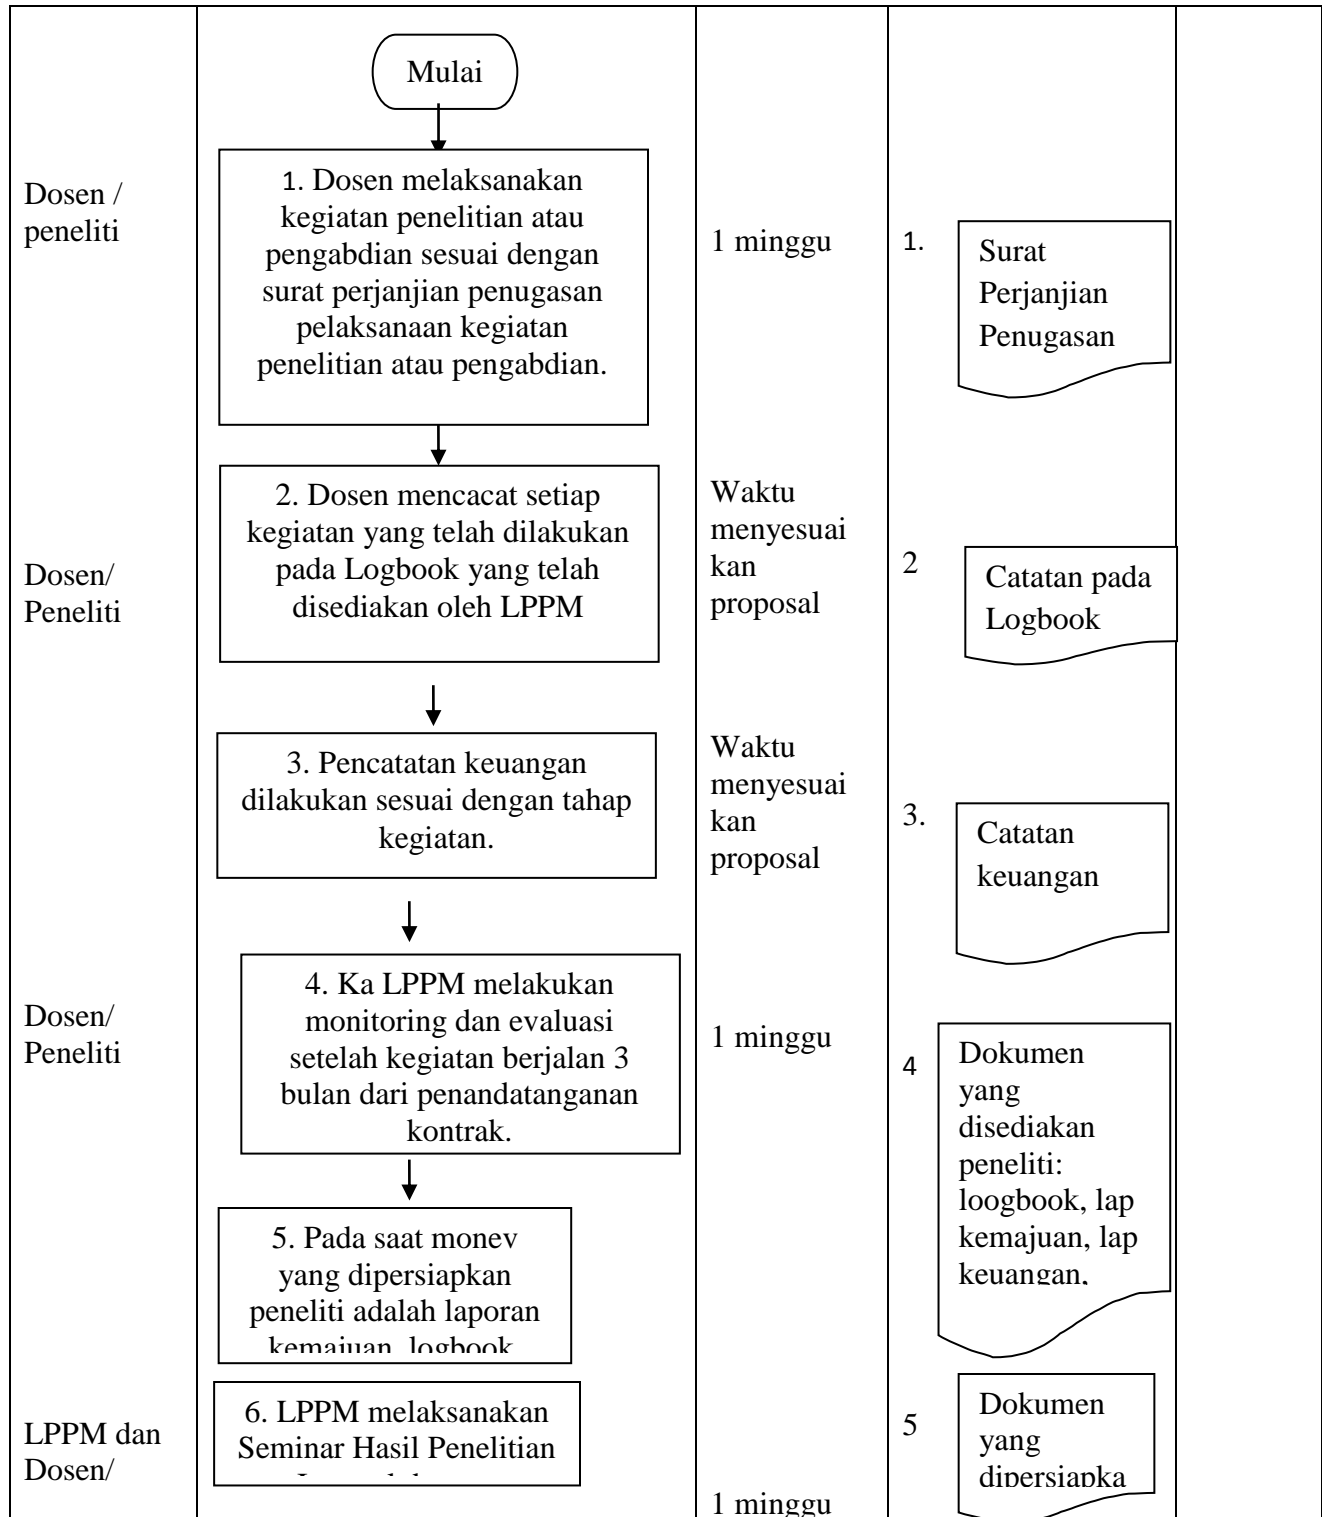 Mulai
Dosen /
peneliti
1. Dosen melaksanakan
kegiatan penelitian atau
pengabdian sesuai dengan
surat perjanjian penugasan
pelaksanaan kegiatan
penelitian atau pengabdian.
1 minggu
1.
Surat
Perjanjian
Penugasan
Dosen/
Peneliti
2. Dosen mencacat setiap
kegiatan yang telah dilakukan
pada Logbook yang telah
disediakan oleh LPPM
Waktu
menyesuai
kan
proposal
2
Catatan pada
Logbook
3. Pencatatan keuangan
dilakukan sesuai dengan tahap
kegiatan.
Waktu
menyesuai
kan
proposal
3.
Catatan
keuangan
Dosen/
Peneliti
4. Ka LPPM melakukan
monitoring dan evaluasi
setelah kegiatan berjalan 3
bulan dari penandatanganan
kontrak.
1 minggu
4
Dokumen
yang
disediakan
peneliti:
loogbook, lap
kemajuan, lap
keuangan,
5. Pada saat monev
yang dipersiapkan
peneliti adalah laporan
kemajuan, logbook
LPPM dan
Dosen/
6. LPPM melaksanakan
Seminar Hasil Penelitian
1 minggu
5
Dokumen
yang
dipersiapka